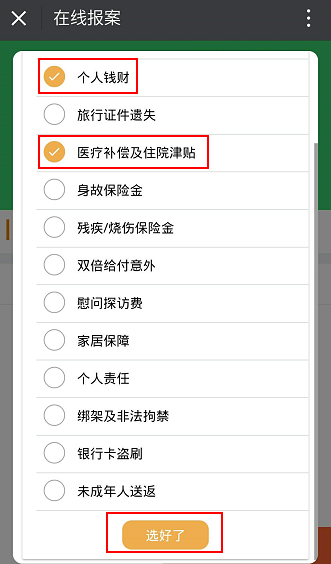 在线报案
个人钱财
旅行证件遗失
医疗补偿及住院津贴
身故保险金
残疾/烧伤保险金
双倍给付意外
慰问探访费
家居保障
个人责任
绑架及非法拘禁
银行卡盗刷
未成年人送返
选好了